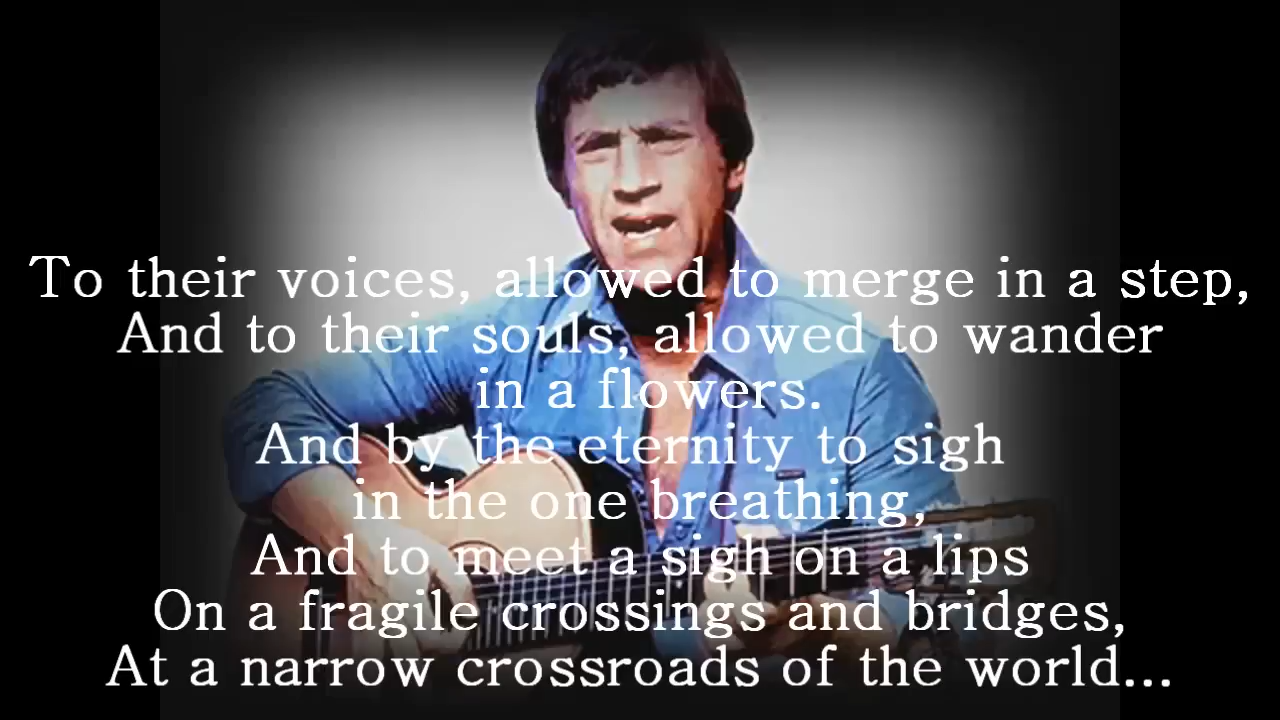 To their voices, allowed to merge in a step,
And to their souls, allowed to wander
in a flowers.
And by the eternity to sigh
in the one breathing,
And to meet a sigh on a lips
On a fragile crossings and bridges,
At a narrow crossroads of the world...